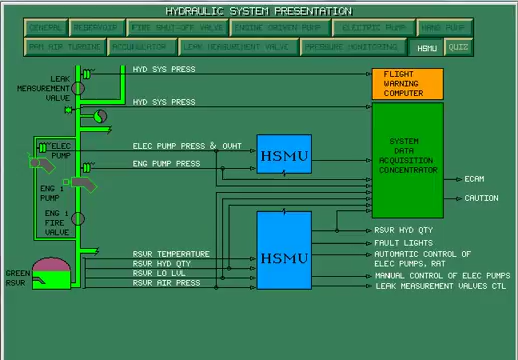 HYDRAULIC SYSTEM PRESENTATION
GENERAL
RESERVOIR
FIRE SHUT-OFF VALVE
ENGINE DRIVEN PUMP
ELECTRIC PUMP
HAND PUMP
RAM AIR TURBINE
ACCUMULATOR
LEAK MEASUREMENT VALVE
PRESSURE MONITORING
HSMU
QUIZ
HYD SYS PRESS
LEAK
MEASUREMENT
VALVE
FLIGHT
WARNING
COMPUTER
HYD SYS PRESS
SYSTEM
DATA
ACQUISITION
CONCENTRATOR
ELEC
PUMP
ELEC PUMP PRESS & OVHT
HSMU
ENG PUMP PRESS
ENG 1
PUMP
ECAM
CAUTION
ENG 1
FIRE
VALVE
RSVR HYD QTY
FAULT LIGHTS
AUTOMATIC CONTROL OF
ELEC PUMPS, RAT
MANUAL CONTROL OF ELEC PUMPS
LEAK MEASUREMENT VALVES CTL
HSMU
RSVR TEMPERATURE
RSVR HYD QTY
RSVR LO LVL
RSVR AIR PRESS
GREEN
RSVR